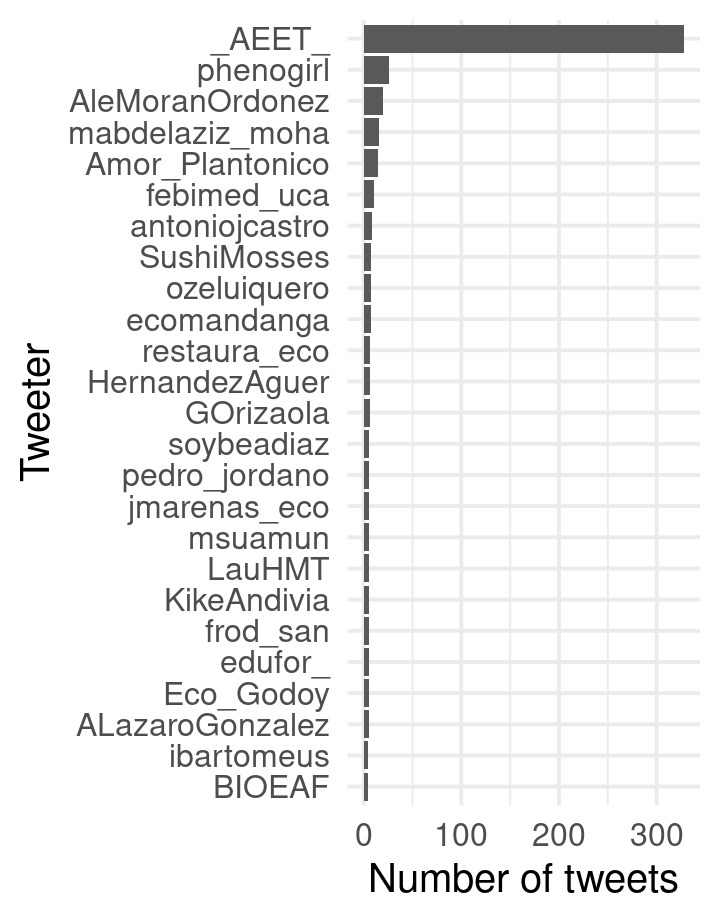 _AEET_
phenogirl
AleMoranOrdonez
mabdelaziz_moha
Amor_Plantonico
febimed_uca
antoniojcastro
SushiMosses
ozeluiquero
ecomandanga
restaura_eco
HernandezAguer
GOrizaola
soybeadiaz
pedro_jordano
jmarenas_eco
msuamun
LauHMT
KikeAndivia
frod_san
edufor_
Eco_Godoy
ALazaroGonzalez
ibartomeus
BIOEAF
Tweeter
0 100 200 300
Number of tweets